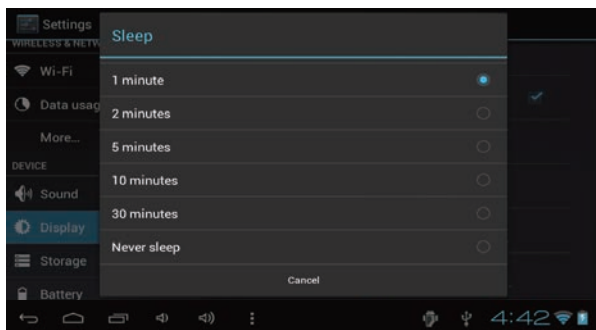 Settings
WIRELESS & NETW
Wi-Fi
Data usag
More...
DEVICE
Sound
Display
Storage
Battery
Sleep
1 minute
2 minutes
5 minutes
10 minutes
30 minutes
Never sleep
Cancel
4:42